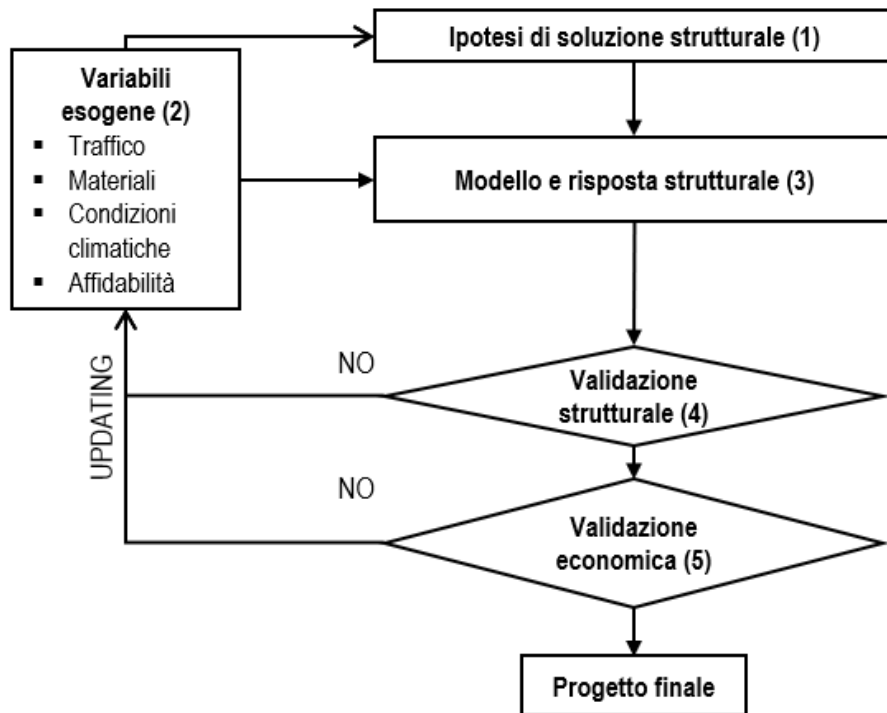 Ipotesi di soluzione strutturale (1)
Variabili
esogene (2)
▪ Traffico
▪ Materiali
▪ Condizioni
climatiche
▪ Affidabilità
Modello e risposta strutturale (3)
UPDATING
NO
Validazione
strutturale (4)
NO
Validazione
economica (5)
Progetto finale